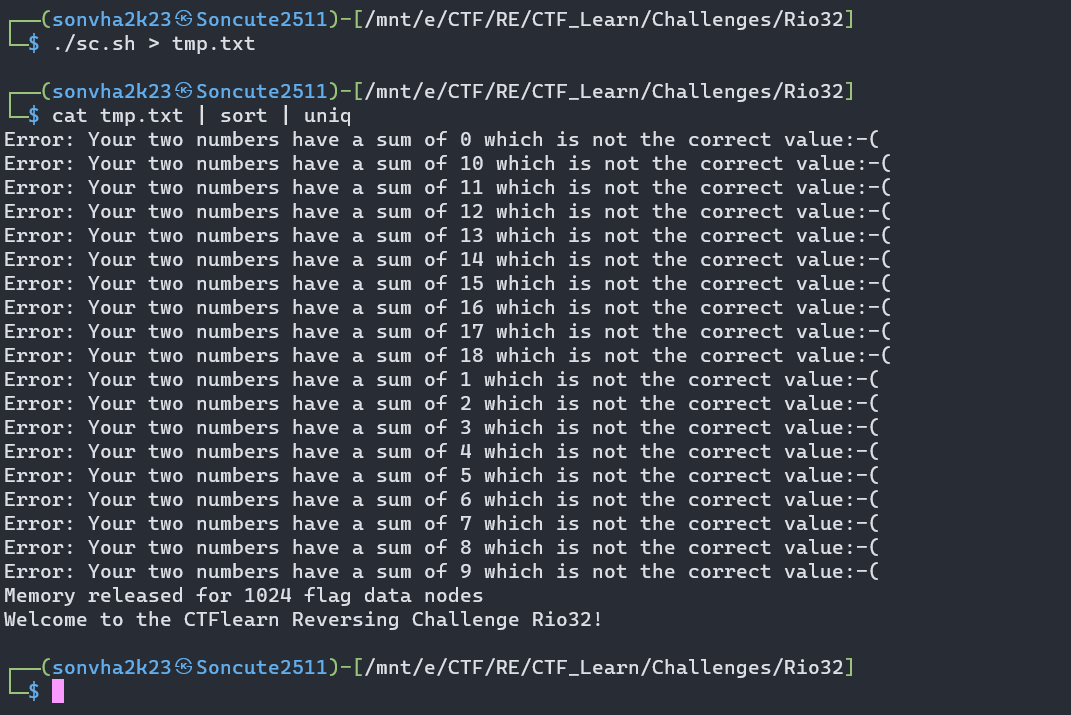 ┌──(sonvha2k23㉿Soncute2511)-[/mnt/e/CTF/RE/CTF_Learn/Challenges/Rio32]
└─$ ./sc.sh > tmp.txt
┌──(sonvha2k23㉿Soncute2511)-[/mnt/e/CTF/RE/CTF_Learn/Challenges/Rio32]
└─$ cat tmp.txt | sort | uniq
Error: Your two numbers have a sum of 0 which is not the correct value:-(
Error: Your two numbers have a sum of 10 which is not the correct value:-(
Error: Your two numbers have a sum of 11 which is not the correct value:-(
Error: Your two numbers have a sum of 12 which is not the correct value:-(
Error: Your two numbers have a sum of 13 which is not the correct value:-(
Error: Your two numbers have a sum of 14 which is not the correct value:-(
Error: Your two numbers have a sum of 15 which is not the correct value:-(
Error: Your two numbers have a sum of 16 which is not the correct value:-(
Error: Your two numbers have a sum of 17 which is not the correct value:-(
Error: Your two numbers have a sum of 18 which is not the correct value:-(
Error: Your two numbers have a sum of 1 which is not the correct value:-(
Error: Your two numbers have a sum of 2 which is not the correct value:-(
Error: Your two numbers have a sum of 3 which is not the correct value:-(
Error: Your two numbers have a sum of 4 which is not the correct value:-(
Error: Your two numbers have a sum of 5 which is not the correct value:-(
Error: Your two numbers have a sum of 6 which is not the correct value:-(
Error: Your two numbers have a sum of 7 which is not the correct value:-(
Error: Your two numbers have a sum of 8 which is not the correct value:-(
Error: Your two numbers have a sum of 9 which is not the correct value:-(
Memory released for 1024 flag data nodes
Welcome to the CTFlearn Reversing Challenge Rio32!
┌──(sonvha2k23㉿Soncute2511)-[/mnt/e/CTF/RE/CTF_Learn/Challenges/Rio32]
└─$